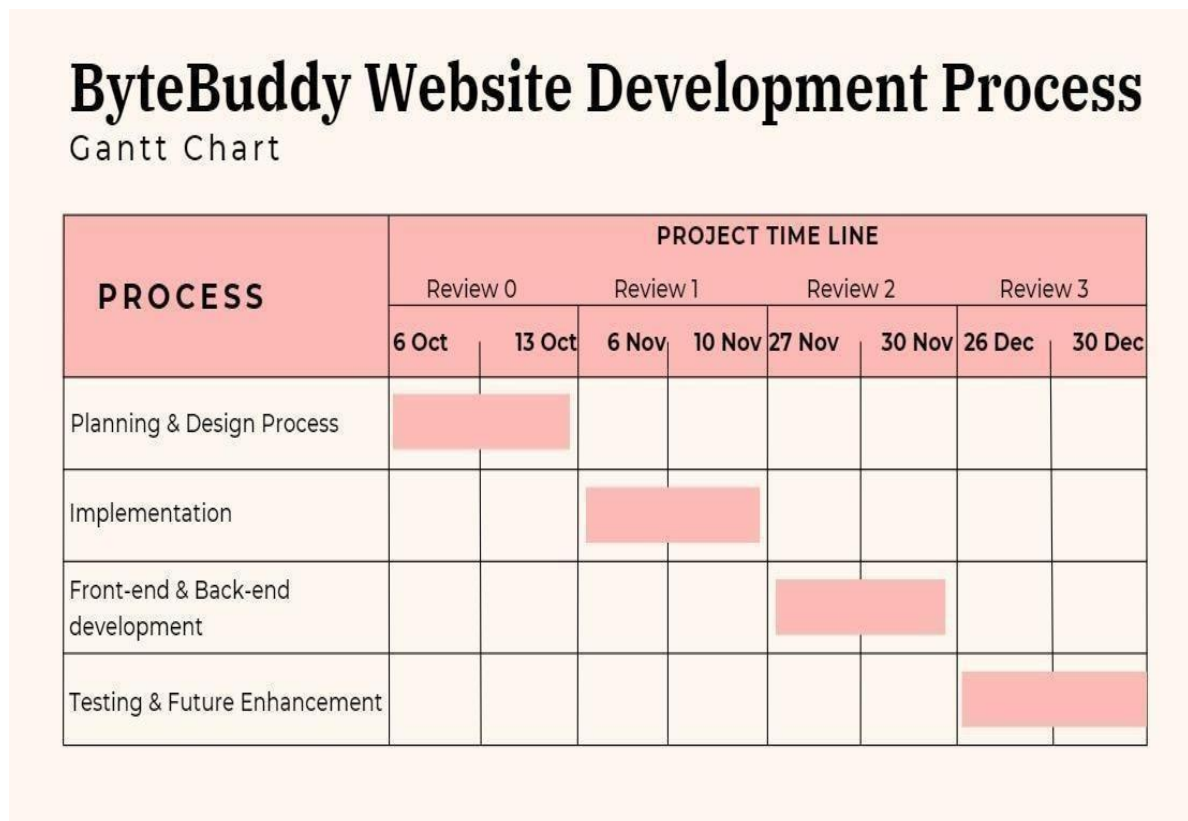 ByteBuddy Website Development Process
Gantt Chart
PROCESS
PROJECT TIME LINE
Review 0 Review 1 Review 2 Review 3
6 Oct 13 Oct 6 Nov 10 Nov 27 Nov 30 Nov 26 Dec 30 Dec
Planning & Design Process
Implementation
Front-end & Back-end
development
Testing & Future Enhancement